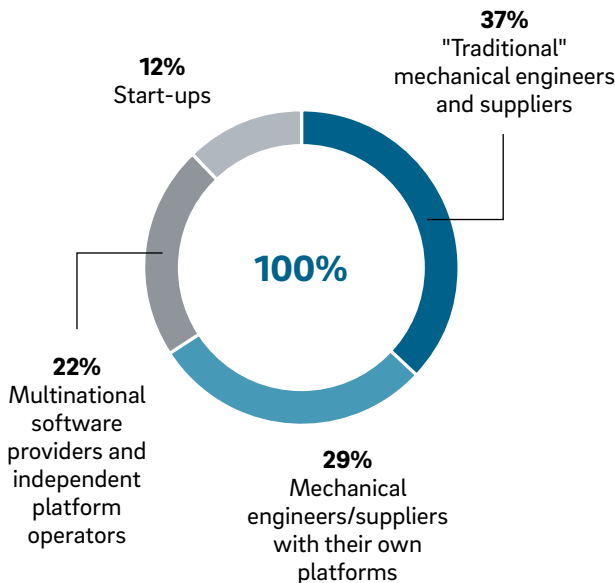 37%
"Traditional"
mechanical engineers
and suppliers
12%
Start-ups
100%
22%
Multinational
software
providers and
independent
platform
operators
29%
Mechanical
engineers/suppliers
with their own
platforms